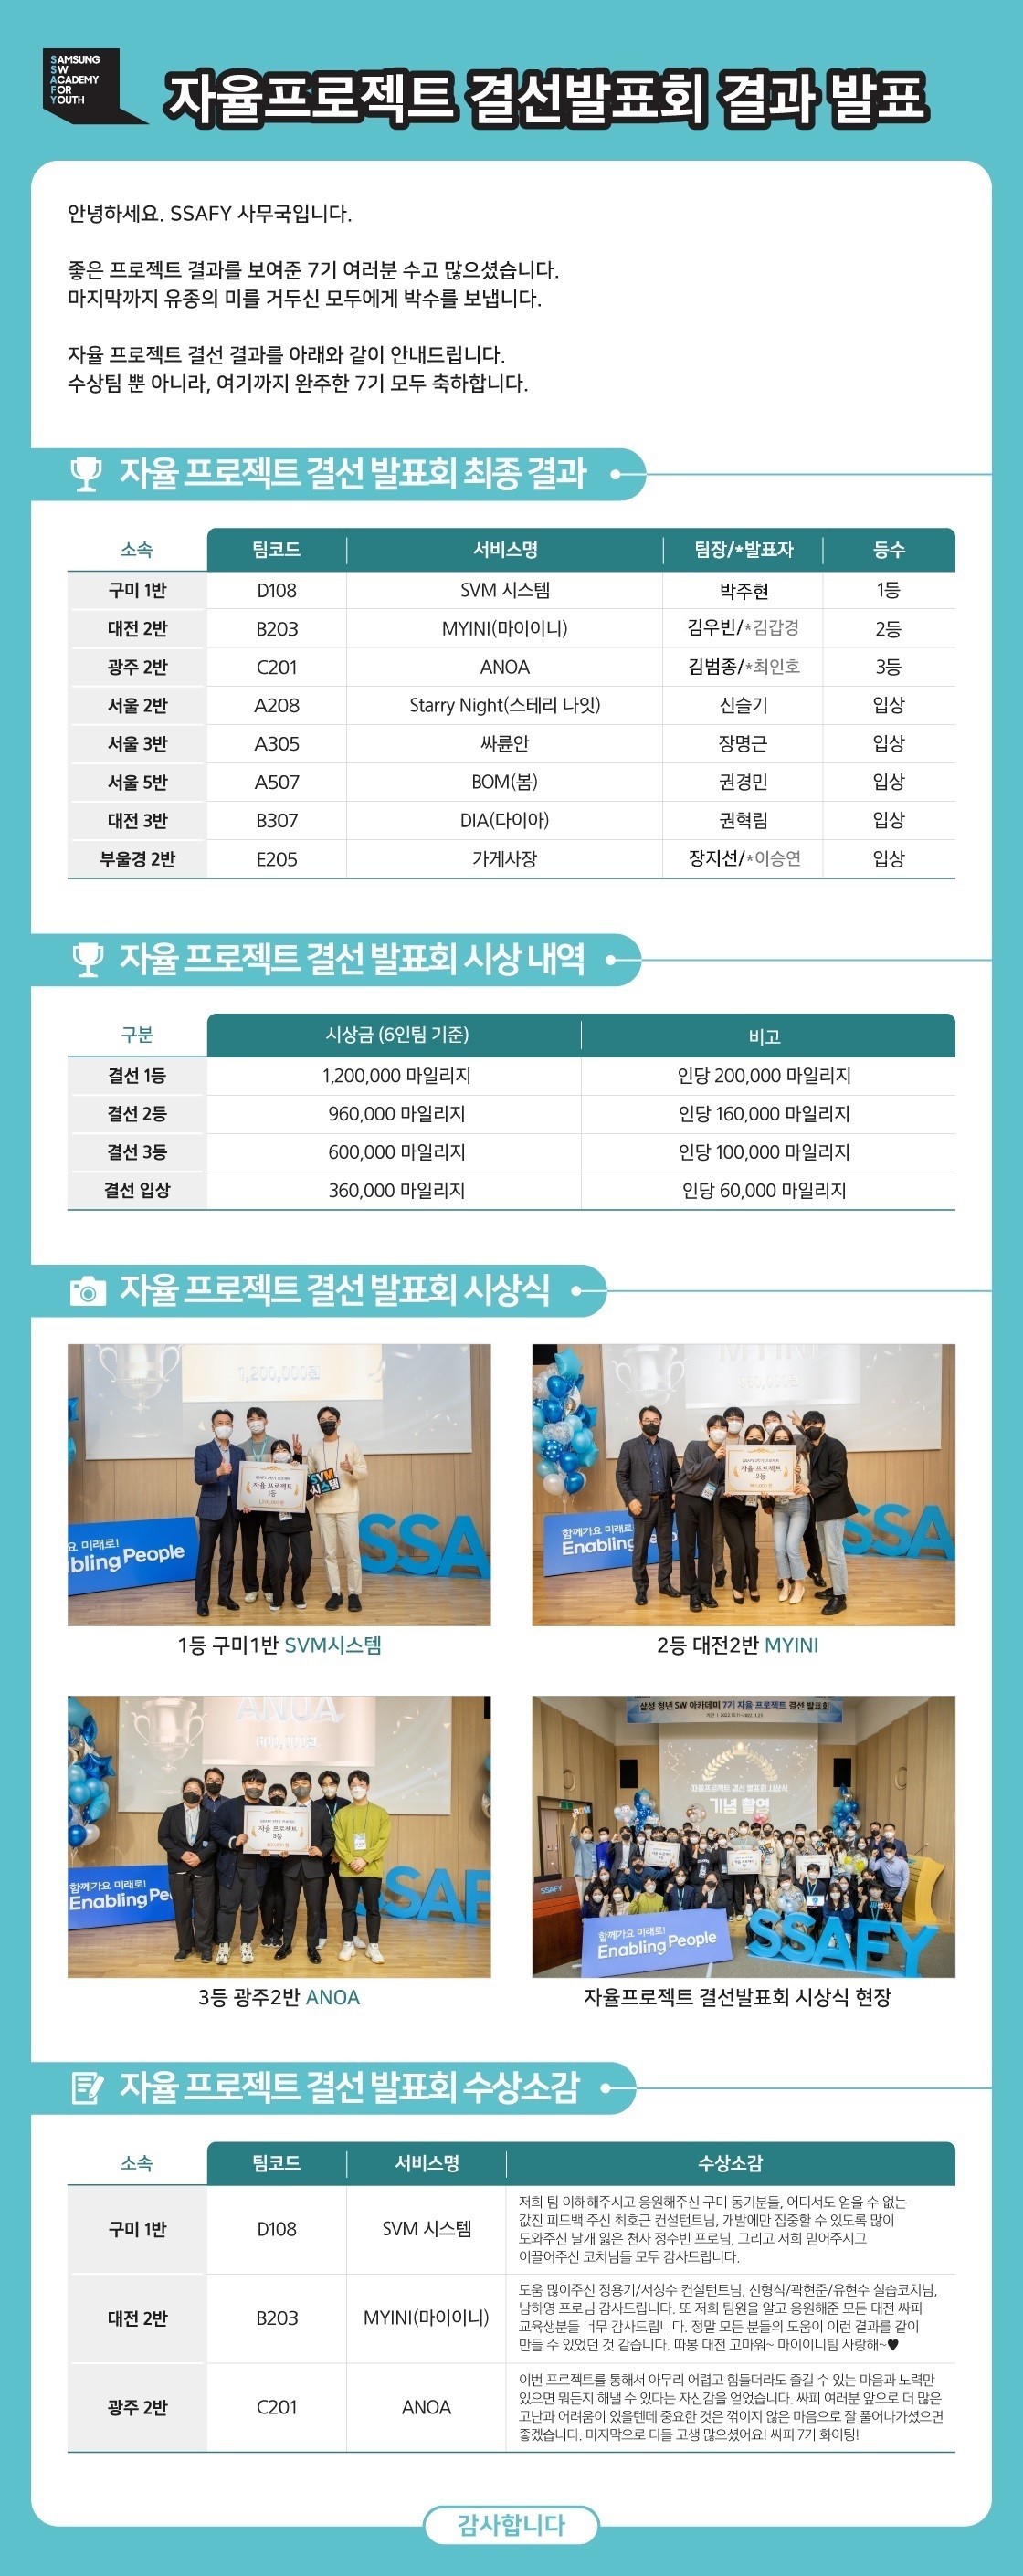 SAMSUNG
SW
ACADEMY
FOR
YOUTH
자율프로젝트 결선발표회 결과 발표
안녕하세요. SSAFY 사무국입니다.
좋은 프로젝트 결과를 보여준 7기 여러분 수고 많으셨습니다.
마지막까지 유종의 미를 거두신 모두에게 박수를 보냅니다.
자율 프로젝트 결선 결과를 아래와 같이 안내드립니다.
수상팀 뿐 아니라, 여기까지 완주한 7기 모두 축하합니다.
자율 프로젝트 결선 발표회 최종 결과
소속 팀코드 서비스명 팀장/*발표자 등수
구미 1반 D108 SVM 시스템 박주현 1등
대전 2반 B203 MYINI(마이이니) 김우빈/*김갑경 2등
광주 2반 C201 ANOA 김범종/*최인호 3등
서울 2반 A208 Starry Night(스테리 나잇) 신슬기 입상
서울 3반 A305 싸륜안 장명근 입상
서울 5반 A507 BOM(봄) 권경민 입상
대전 3반 B307 DIA(다이아) 권혁림 입상
부울경 2반 E205 가게사장 장지선/*이승연 입상
자율 프로젝트 결선 발표회 시상 내역
구분 시상금 (6인팀 기준) 비고
결선 1등 1,200,000 마일리지 인당 200,000 마일리지
결선 2등 960,000 마일리지 인당 160,000 마일리지
결선 3등 600,000 마일리지 인당 100,000 마일리지
결선 입상 360,000 마일리지 인당 60,000 마일리지
자율 프로젝트 결선 발표회 시상식
1,200,000원
자율 프로젝트
1등
SVM
시스템
요 미래로!
bling People
SSA
MYINI
자율 프로젝트
2등
함께가요 미래로!
Enabling
SSA
1등 구미1반 SVM시스템
2등 대전2반 MYINI
ANOA
자율 프로젝트
3등
함께가요 미래로!
Enabling Pe
SAF
삼성 청년 SW 아카데미 7기 자율 프로젝트 결선 발표회
자율프로젝트 결선 발표회 시상식
기념 촬영
BOM
SSAFY
함께가요 미래로!
Enabling People
SSAFY
3등 광주2반 ANOA
자율프로젝트 결선발표회 시상식 현장
자율 프로젝트 결선 발표회 수상소감
소속 팀코드 서비스명 수상소감
구미 1반 D108 SVM 시스템
저희 팀 이해해주시고 응원해주신 구미 동기분들, 어디서도 얻을 수 없는
값진 피드백 주신 최호근 컨설턴트님, 개발에만 집중할 수 있도록 많이
도와주신 날개 잃은 천사 정수빈 프로님, 그리고 저희 믿어주시고
이끌어주신 코치님들 모두 감사드립니다.
대전 2반 B203 MYINI(마이이니)
도움 많이주신 정용기/서성수 컨설턴트님, 신형식/곽현준/유현수 실습코치님,
남하영 프로님 감사드립니다. 또 저희 팀원을 알고 응원해준 모든 대전 싸피
교육생분들 너무 감사드립니다. 정말 모든 분들의 도움이 이런 결과를 같이
만들 수 있었던 것 같습니다. 따봉 대전 고마워~ 마이이니팀 사랑해~♥
광주 2반 C201 ANOA
이번 프로젝트를 통해서 아무리 어렵고 힘들더라도 즐길 수 있는 마음과 노력만
있으면 뭐든지 해낼 수 있다는 자신감을 얻었습니다. 싸피 여러분 앞으로 더 많은
고난과 어려움이 있을텐데 중요한 것은 꺾이지 않은 마음으로 잘 풀어나가셨으면
좋겠습니다. 마지막으로 다들 고생 많으셨어요! 싸피 7기 화이팅!
감사합니다